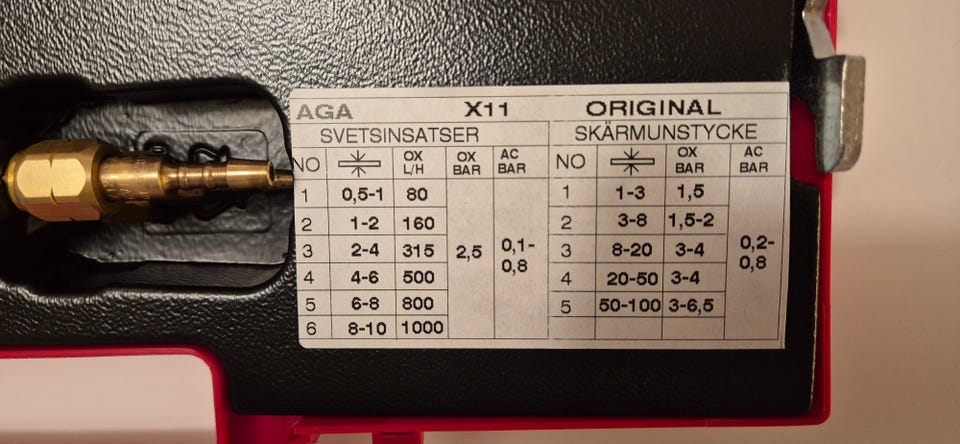 AGA X11 ORIGINAL
SVETSINSATSER
NO OX L/H OX BAR AC BAR
1 0,5-1 80
2 1-2 160
3 2-4 315
4 4-6 500
5 6-8 800
6 8-10 1000
2,5
0,1-
0,8
SKÄRMUNSTYCKE
NO OX BAR AC BAR
1 1-3 1,5
2 3-8 1,5-2
3 8-20 3-4
4 20-50 3-4
5 50-100 3-6,5
0,2-
0,8